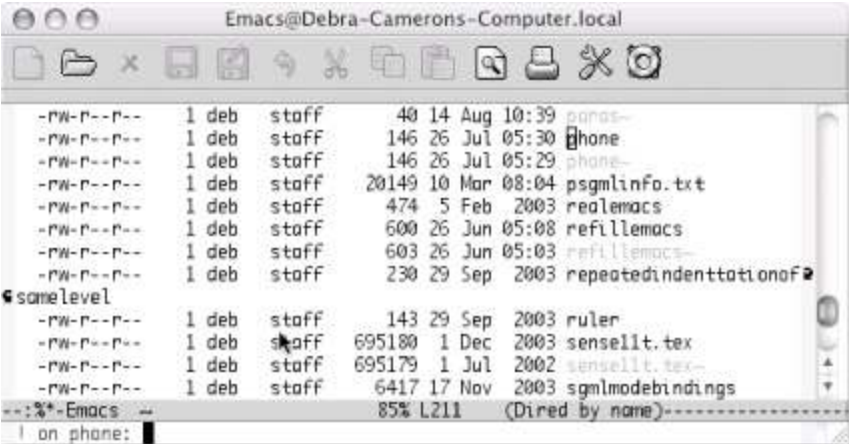 Emacs@Debra-Camerons-Computer.local
-rw-r--r-- 1 deb staff 40 14 Aug 10:39 paras~
-rw-r--r-- 1 deb staff 146 26 Jul 05:30 phone
-rw-r--r-- 1 deb staff 146 26 Jul 05:29 phone~
-rw-r--r-- 1 deb staff 20149 10 Mar 08:04 psgmlinfo.txt
-rw-r--r-- 1 deb staff 474 5 Feb 2003 realemacs
-rw-r--r-- 1 deb staff 600 26 Jun 05:08 refillemacs
-rw-r--r-- 1 deb staff 603 26 Jun 05:03 refillemacs~
-rw-r--r-- 1 deb staff 230 29 Sep 2003 repeatedindenttationof
samelevel
-rw-r--r-- 1 deb staff 143 29 Sep 2003 ruler
-rw-r--r-- 1 deb staff 695180 1 Dec 2003 sense11t.tex
-rw-r--r-- 1 deb staff 695179 1 Jul 2002 sense11t.tex~
-rw-r--r-- 1 deb staff 6417 17 Nov 2003 sgmlmodebindings
--:%*-Emacs ~ 85% L211 (Dired by name)-----------------
! on phone: